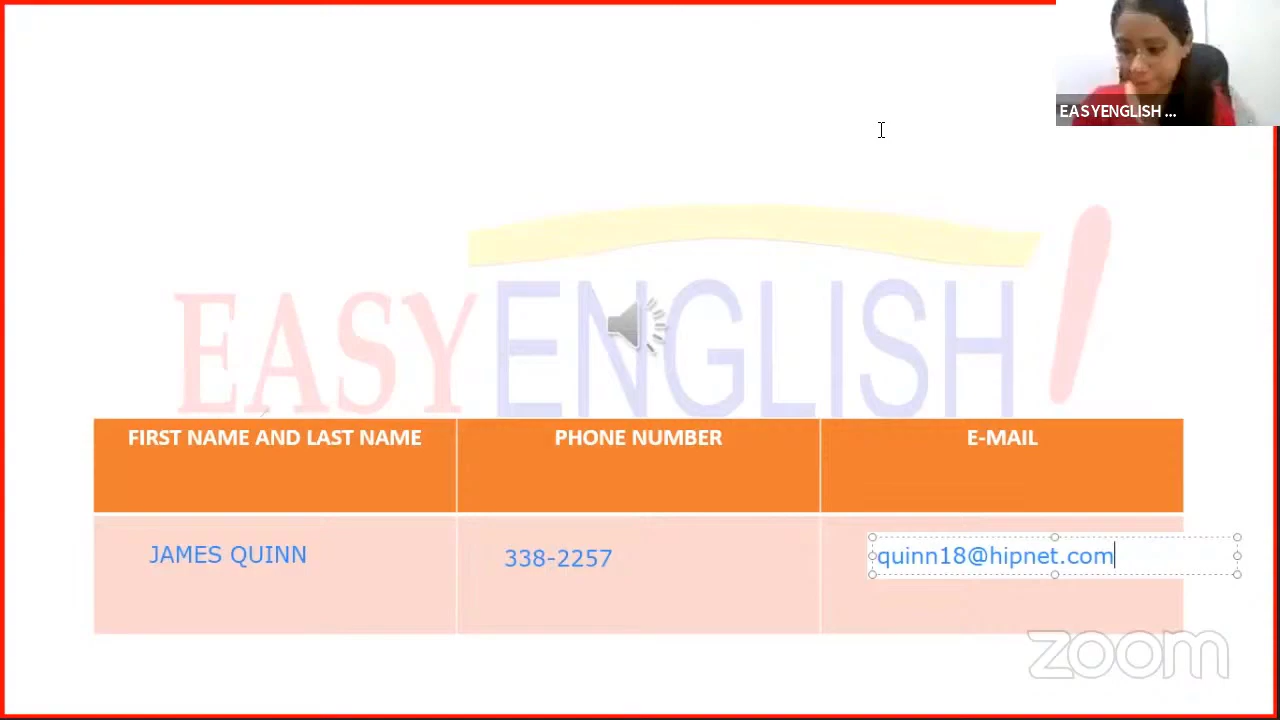 EASYENGLISH ...
EASYENGLISH!
FIRST NAME AND LAST NAME
PHONE NUMBER
E-MAIL
JAMES QUINN
338-2257
quinn18@hipnet.com
zoom